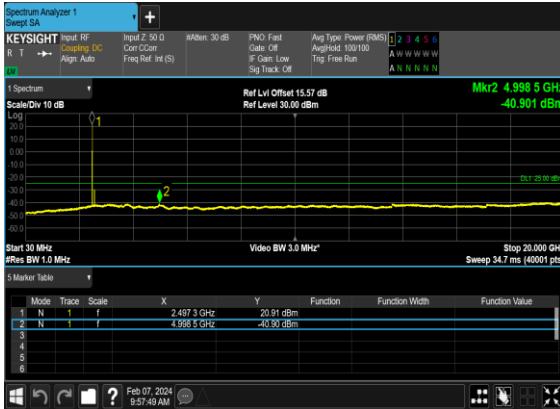 Spectrum Analyzer 1
Swept SA
+
KEYSIGHT Input: RF Input Z: 50 Ω #Atten: 30 dB PNO: Fast Avg Type: Power (RMS) 1 2 3 4 5 6
R T Coupling: DC Corr CCorr Gate: Off Avg|Hold: 100/100 A W W W W W
Align: Auto Freq Ref: Int (S) IF Gain: Low Trig: Free Run
Sig Track: Off A N N N N N
1 Spectrum Ref Lvl Offset 15.57 dB Mkr2 4.998 5 GHz
Scale/Div 10 dB Ref Level 30.00 dBm -40.901 dBm
Log
20.0
10.0
0.00
-10.0
-20.0
-30.0
-40.0
-50.0
-60.0
1
2
Start 30 MHz Video BW 3.0 MHz* Stop 20.000 GH
#Res BW 1.0 MHz Sweep 34.7 ms (40001 pts
5 Marker Table
Mode Trace Scale X Y Function Function Width Function Value
1 N 1 f 2.497 3 GHz 20.91 dBm
2 N 1 f 4.998 5 GHz -40.90 dBm
3
4
5
6
? Feb 07, 2024
9:57:49 AM